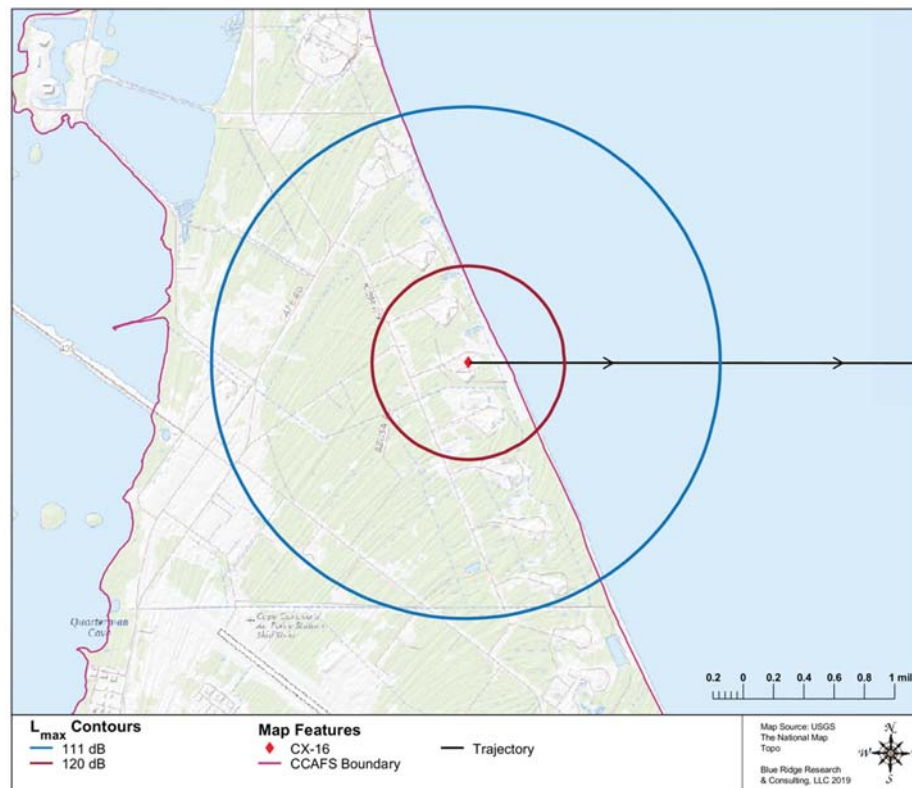 Quarterman
Cove
0.2 0 0.2 0.4 0.6 0.8 1 mil
L_max Contours
111 dB
120 dB
Map Features
CX-16
CCAFS Boundary
Trajectory
Map Source: USGS
The National Map
Topo
Blue Ridge Research
& Consulting, LLC 2019
N
W
S